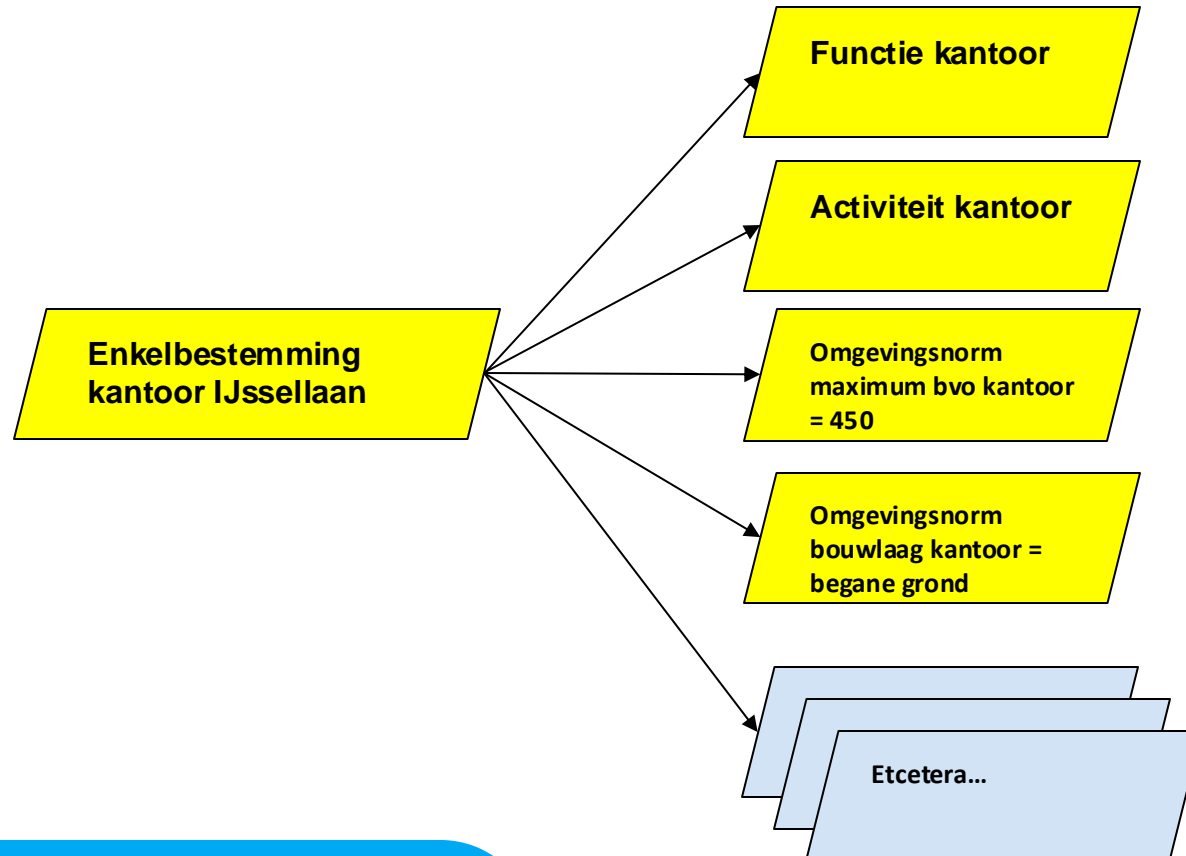 Functie kantoor
Activiteit kantoor
Enkelbestemming
kantoor IJssellaan
Omgevingsnorm
maximum bvo kantoor
= 450
Omgevingsnorm
bouwlaag kantoor =
begane grond
Etcetera...